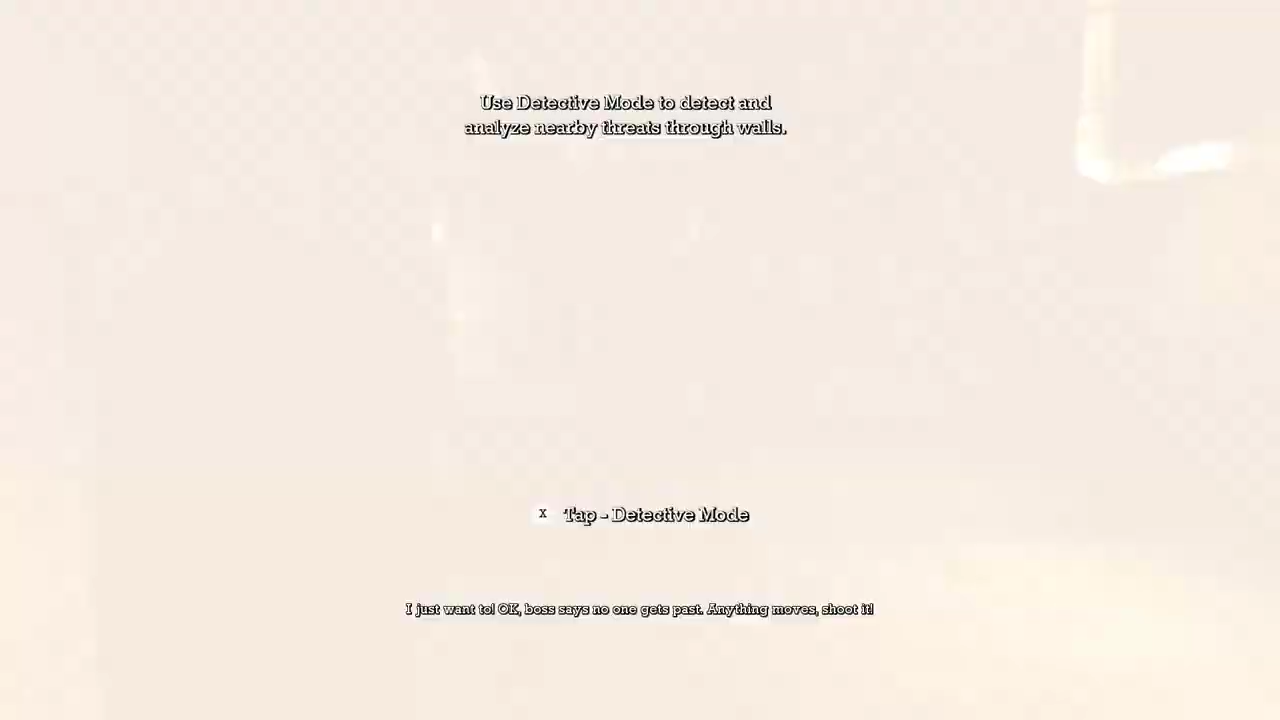 Use Detective Mode to detect and
analyze nearby threats through walls.
X Tap - Detective Mode
I just want to! OK, boss says no one gets past. Anything moves, shoot it!